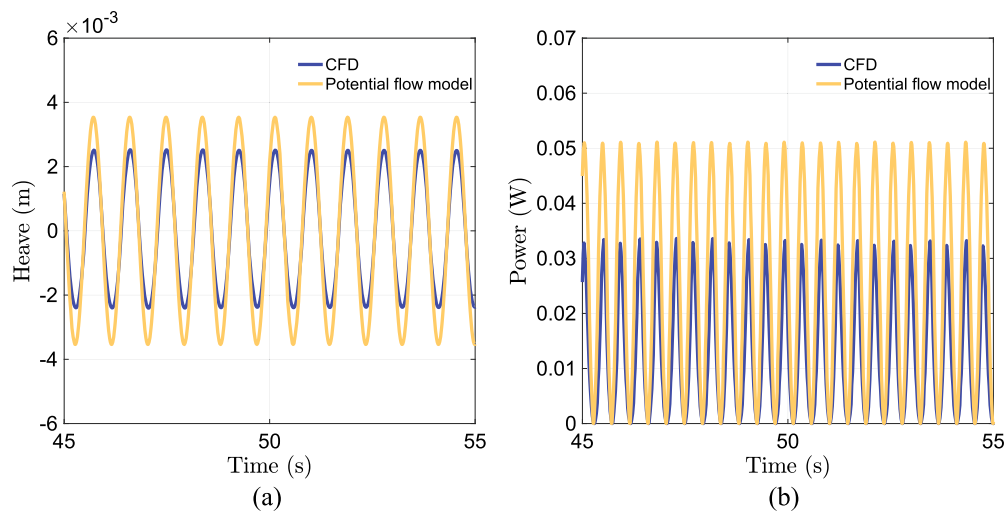 ×10⁻³
6
4
2
0
-2
-4
-6
Heave (m)
CFD
Potential flow model
45
50
55
Time (s)
(a)
0.07
0.06
0.05
0.04
0.03
0.02
0.01
0
Power (W)
CFD
Potential flow model
45
50
55
Time (s)
(b)